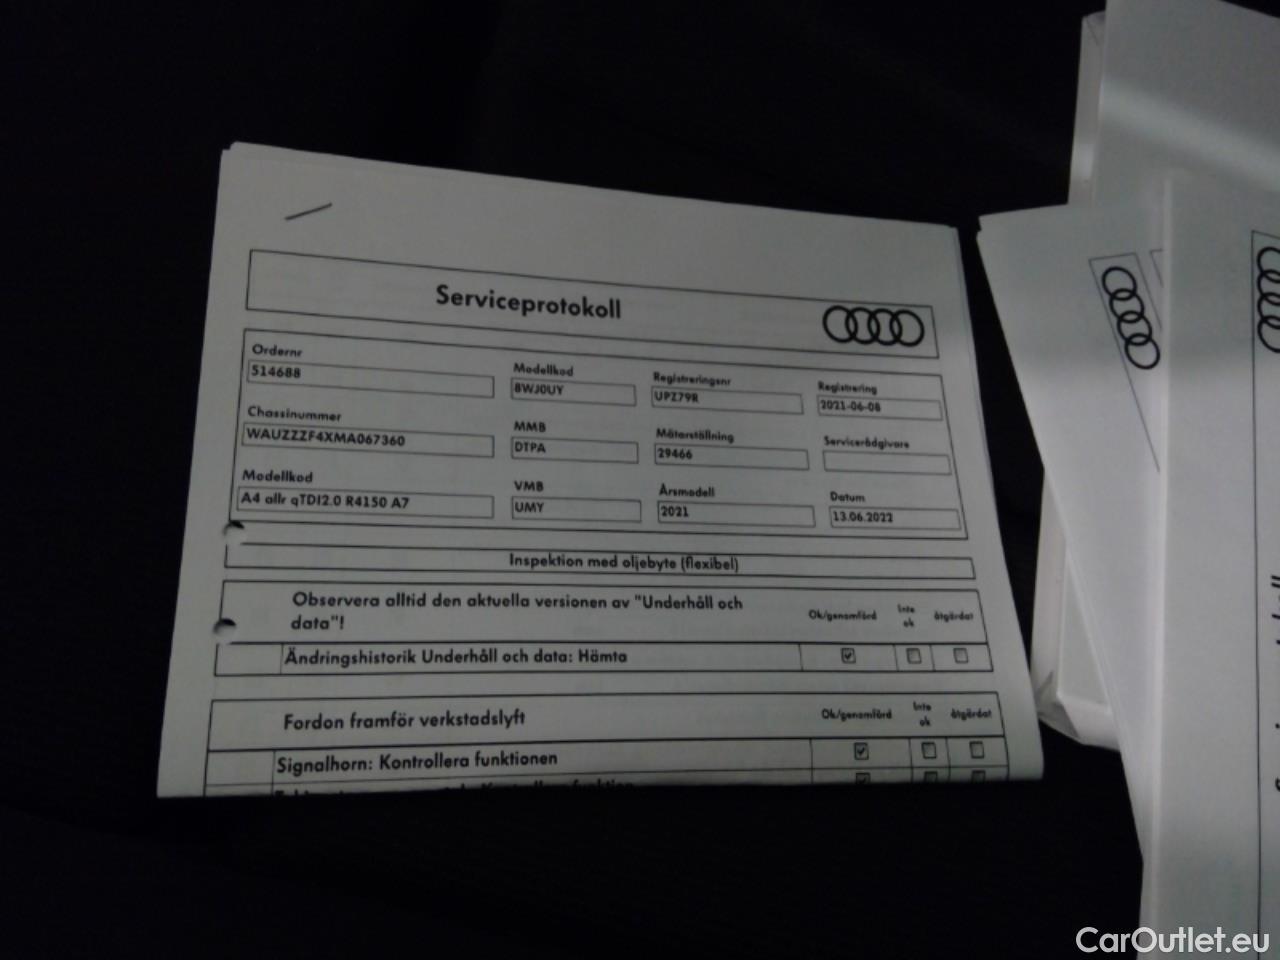 Serviceprotokoll
Ordernr
514688
Modellkod
8WJ0UY
Registreringsnr
UPZ79R
Registrering
2021-06-08
Chassinummer
WAUZZZF4XMA067360
MMB
DTPA
Mätarställning
29466
Servicerådgivare
Modellkod
A4 allr qTDI2.0 R4150 A7
VMB
UMY
Årsmodell
2021
Datum
13.06.2022
Inspektion med oljebyte (flexibel)
Observera alltid den aktuella versionen av "Underhåll och
data"!
Ok/genomförd
Inte
ok
åtgärdat
Ändringshistorik Underhåll och data: Hämta
Fordon framför verkstadslyft
Ok/genomförd
Inte
ok
åtgärdat
Signalhorn: Kontrollera funktionen
CarOutlet.eu